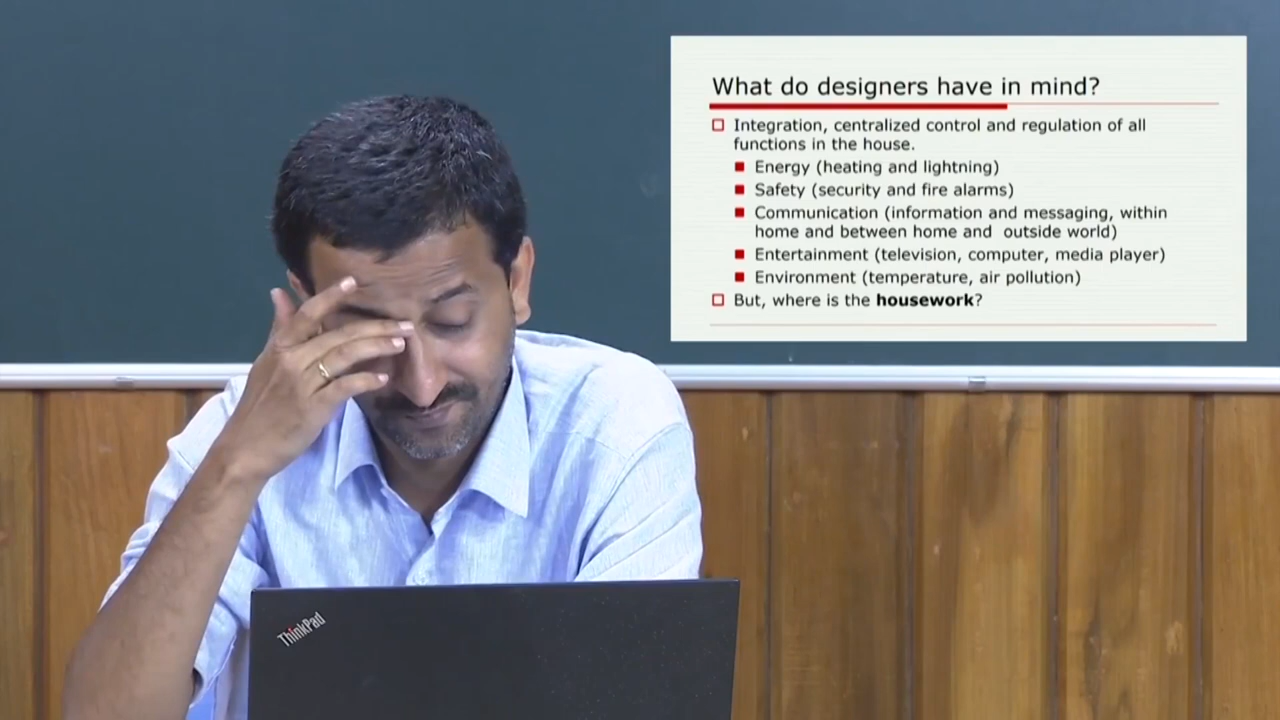 What do designers have in mind?
Integration, centralized control and regulation of all
functions in the house.
Energy (heating and lightning)
Safety (security and fire alarms)
Communication (information and messaging, within
home and between home and outside world)
Entertainment (television, computer, media player)
Environment (temperature, air pollution)
But, where is the housework?
ThinkPad